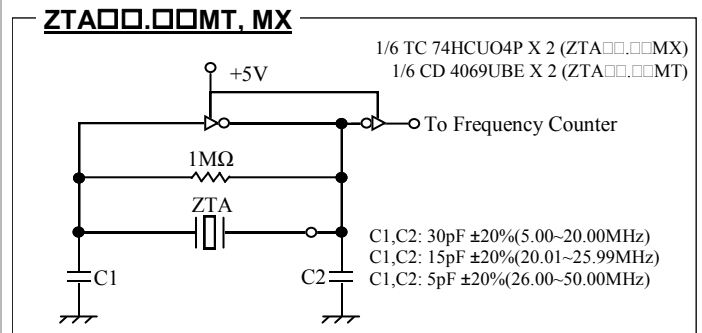 ZTA□□.□□MT, MX
1/6 TC 74HCUO4P X 2 (ZTA□□.□□MX)
1/6 CD 4069UBE X 2 (ZTA□□.□□MT)
+5V
To Frequency Counter
1MΩ
ZTA
C1,C2: 30pF ±20%(5.00~20.00MHz)
C1,C2: 15pF ±20%(20.01~25.99MHz)
C1,C2: 5pF ±20%(26.00~50.00MHz)
C1
C2